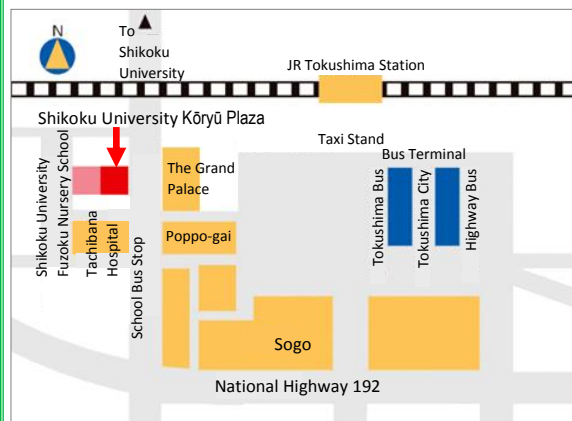 N
To
Shikoku
University
JR Tokushima Station
Shikoku University Kōryū Plaza
Taxi Stand
Bus Terminal
Shikoku University
Fuzoku Nursery School
Tachibana
Hospital
School Bus Stop
The Grand
Palace
Poppo-gai
Tokushima Bus
Tokushima City
Highway Bus
Sogo
National Highway 192